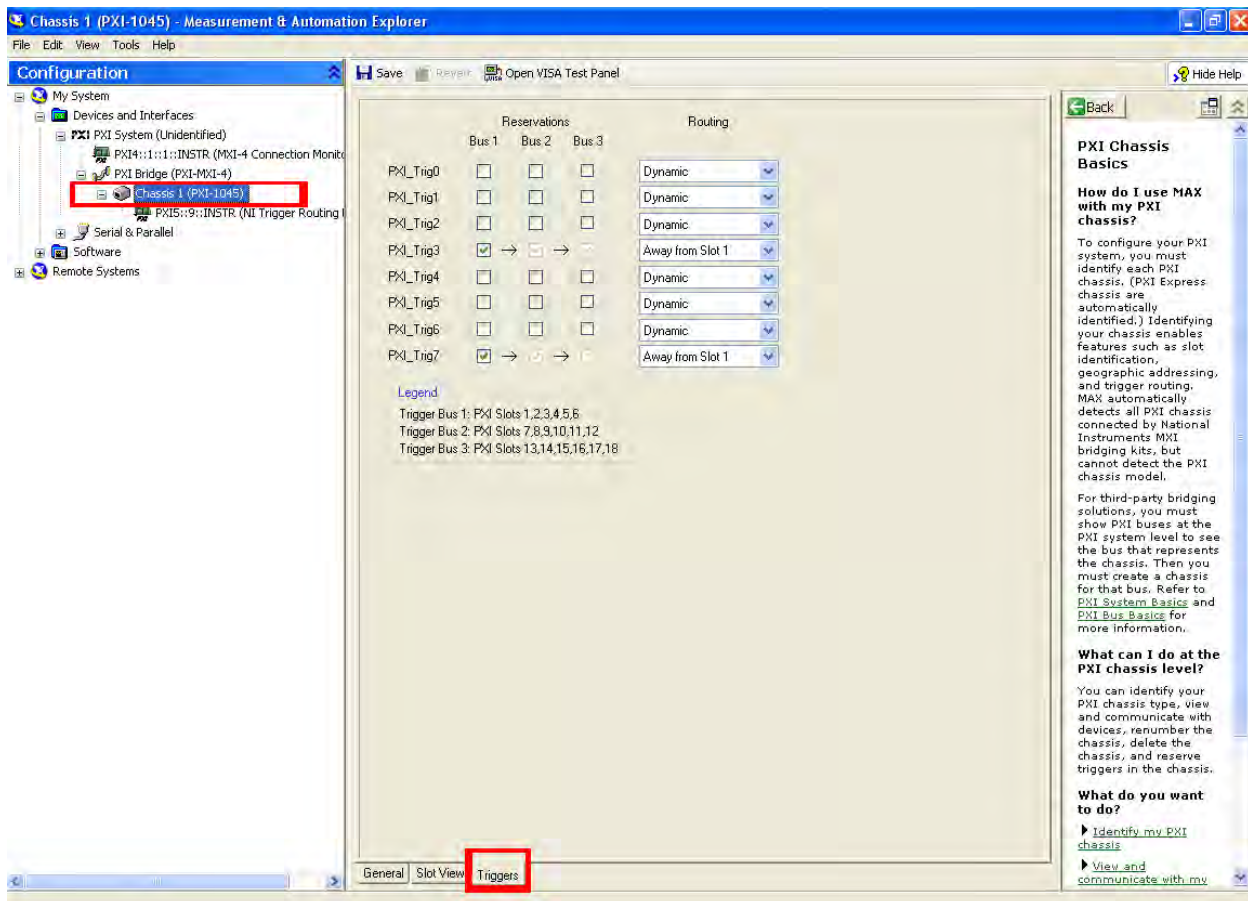 Chassis 1 (PXI-1045) - Measurement & Automation Explorer
File Edit View Tools Help
Configuration
My System
Devices and Interfaces
PXI PXI System (Unidentified)
PXI4::1::1::INSTR (MXI-4 Connection Monito
PXI Bridge (PXI-MXI-4)
Chassis 1 (PXI-1045)
PXI5::9::INSTR (NI Trigger Routing
Serial & Parallel
Software
Remote Systems
Save Revert Open VISA Test Panel
Hide Help
Reservations Routing
Bus 1 Bus 2 Bus 3
PXI_Trig0 Dynamic
PXI_Trig1 Dynamic
PXI_Trig2 Dynamic
PXI_Trig3 → → Away from Slot 1
PXI_Trig4 Dynamic
PXI_Trig5 Dynamic
PXI_Trig6 Dynamic
PXI_Trig7 → → Away from Slot 1
Legend
Trigger Bus 1: PXI Slots 1,2,3,4,5,6
Trigger Bus 2: PXI Slots 7,8,9,10,11,12
Trigger Bus 3: PXI Slots 13,14,15,16,17,18
General Slot View Triggers
Back
PXI Chassis
Basics
How do I use MAX
with my PXI
chassis?
To configure your PXI
system, you must
identify each PXI
chassis. (PXI Express
chassis are
automatically
identified.) Identifying
your chassis enables
features such as slot
identification,
geographic addressing,
and trigger routing.
MAX automatically
detects all PXI chassis
connected by National
Instruments MXI
bridging kits, but
cannot detect the PXI
chassis model.
For third-party bridging
solutions, you must
show PXI buses at the
PXI system level to see
the bus that represents
the chassis. Then you
must create a chassis
for that bus. Refer to
PXI System Basics and
PXI Bus Basics for
more information.
What can I do at the
PXI chassis level?
You can identify your
PXI chassis type, view
and communicate with
devices, renumber the
chassis, delete the
chassis, and reserve
triggers in the chassis.
What do you want
to do?
Identify my PXI
chassis
View and
communicate with my